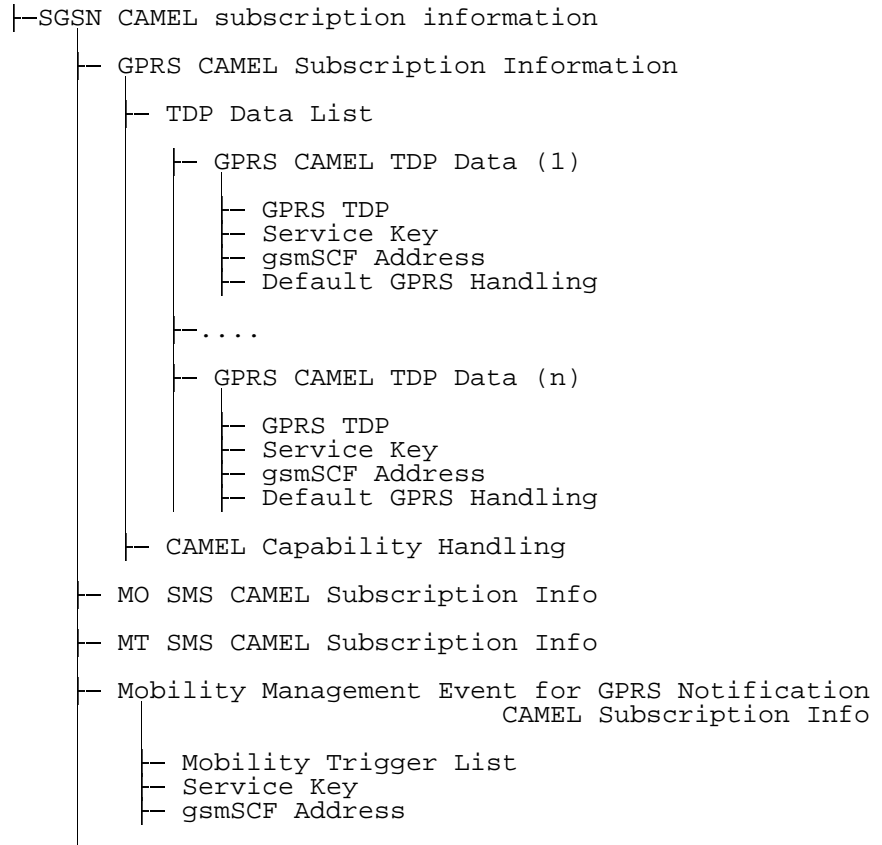 SGSN CAMEL subscription information
GPRS CAMEL Subscription Information
TDP Data List
GPRS CAMEL TDP Data (1)
GPRS TDP
Service Key
gsmSCF Address
Default GPRS Handling
....
GPRS CAMEL TDP Data (n)
GPRS TDP
Service Key
gsmSCF Address
Default GPRS Handling
CAMEL Capability Handling
MO SMS CAMEL Subscription Info
MT SMS CAMEL Subscription Info
Mobility Management Event for GPRS Notification
CAMEL Subscription Info
Mobility Trigger List
Service Key
gsmSCF Address